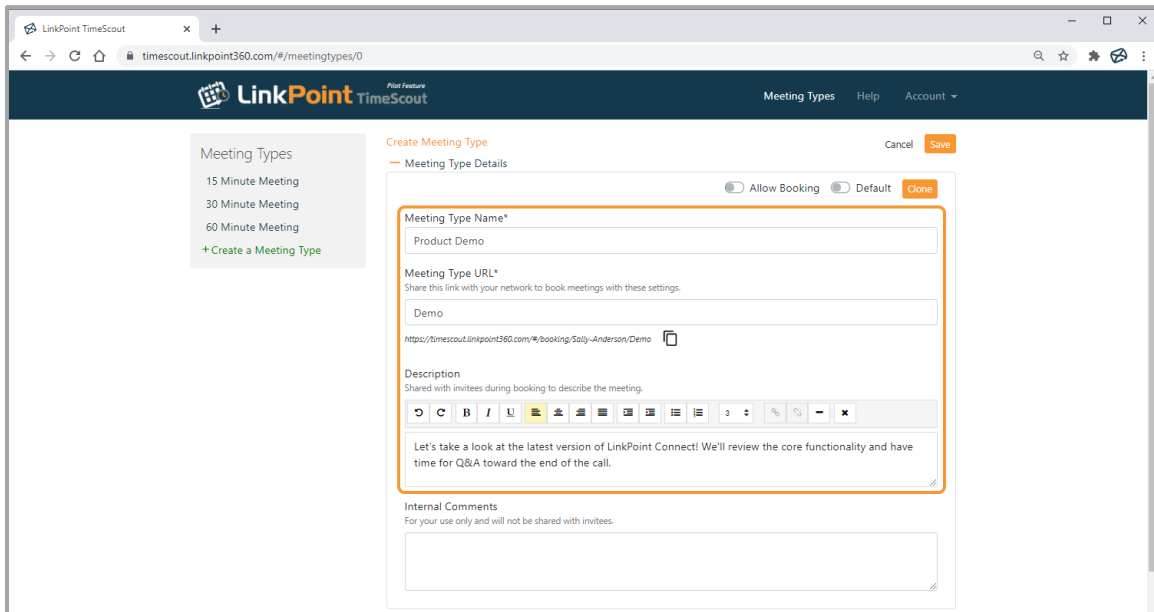 LinkPoint TimeScout
timescout.linkpoint360.com/#/meetingtypes/0
LinkPoint TimeScout
Pilot Feature
Meeting Types Help Account
Meeting Types
15 Minute Meeting
30 Minute Meeting
60 Minute Meeting
+ Create a Meeting Type
Create Meeting Type
Cancel Save
Meeting Type Details
Allow Booking Default Clone
Meeting Type Name*
Product Demo
Meeting Type URL*
Share this link with your network to book meetings with these settings.
Demo
https://timescout.linkpoint360.com/#/booking/Sally-Anderson/Demo
Description
Shared with invitees during booking to describe the meeting.
B I U 3
Let's take a look at the latest version of LinkPoint Connect! We'll review the core functionality and have
time for Q&A toward the end of the call.
Internal Comments
For your use only and will not be shared with invitees.